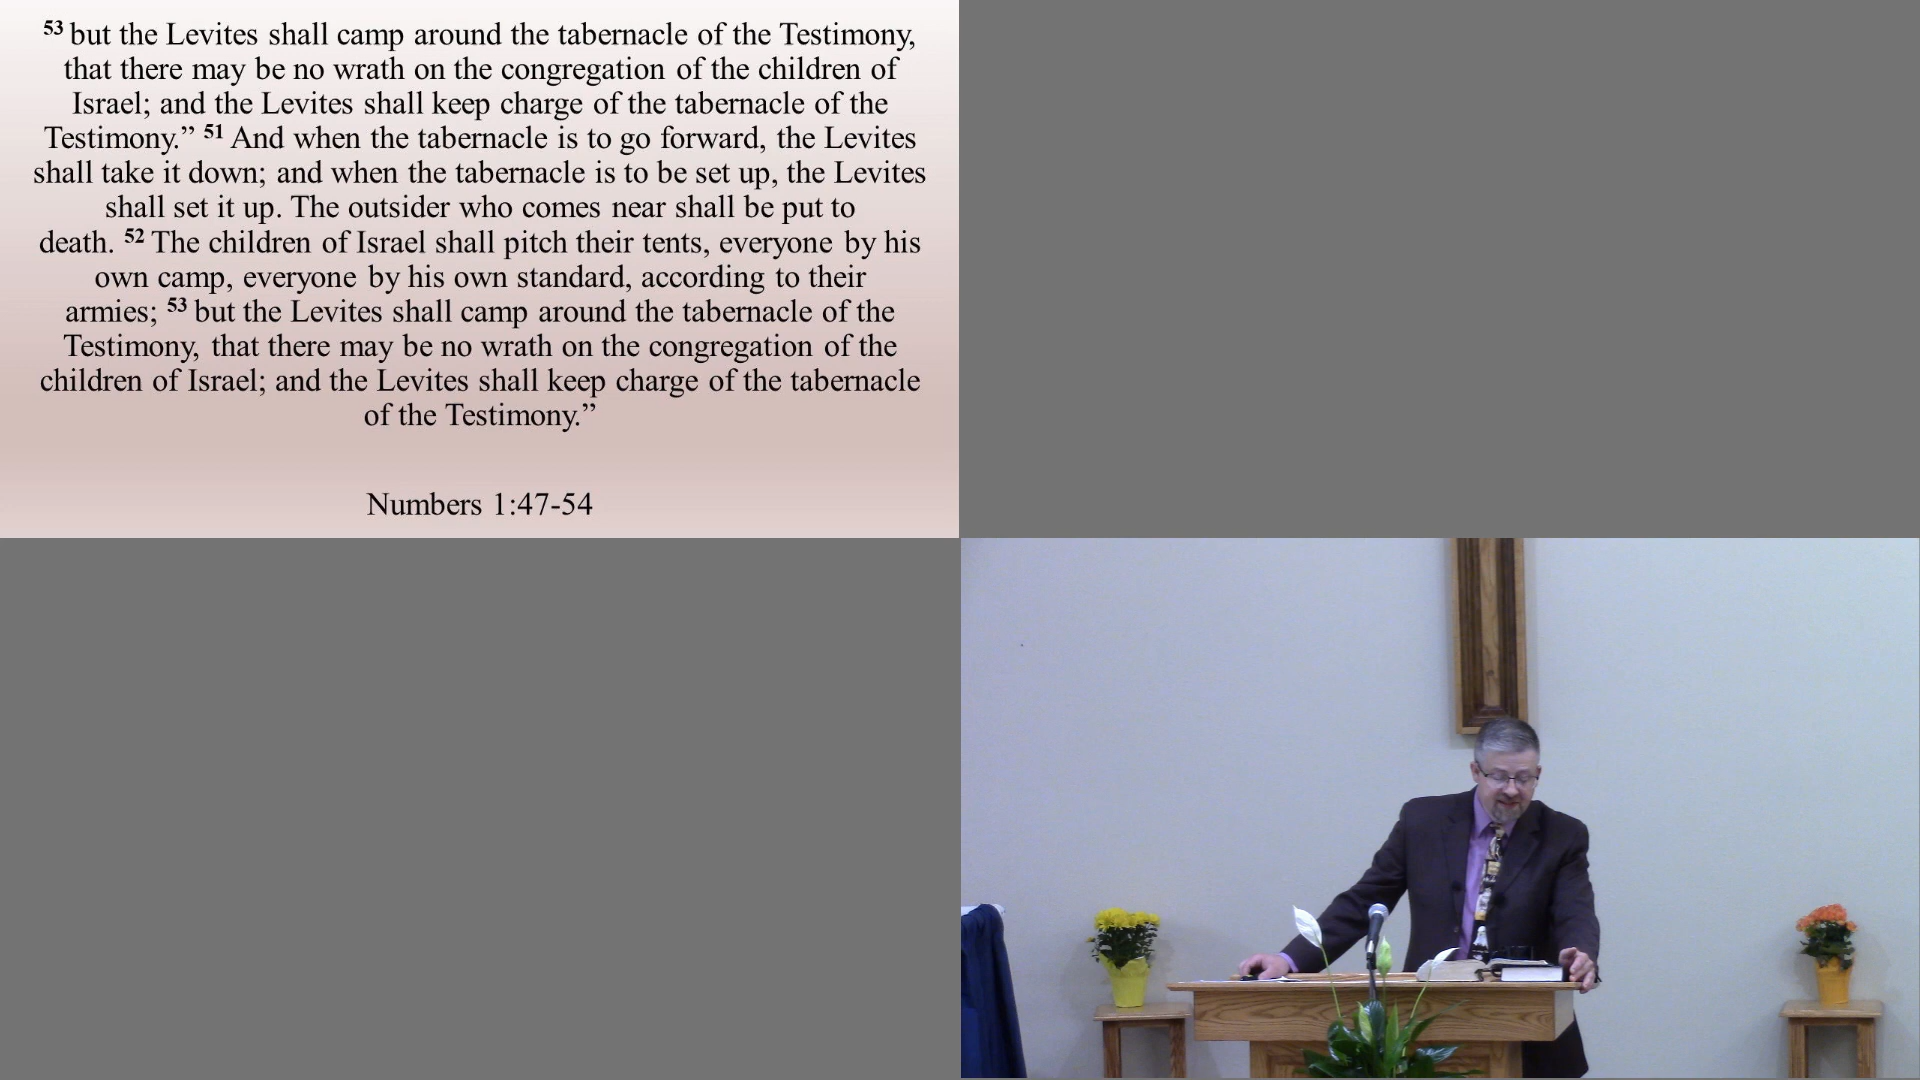 53 but the Levites shall camp around the tabernacle of the Testimony,
that there may be no wrath on the congregation of the children of
Israel; and the Levites shall keep charge of the tabernacle of the
Testimony.” 51 And when the tabernacle is to go forward, the Levites
shall take it down; and when the tabernacle is to be set up, the Levites
shall set it up. The outsider who comes near shall be put to
death. 52 The children of Israel shall pitch their tents, everyone by his
own camp, everyone by his own standard, according to their
armies; 53 but the Levites shall camp around the tabernacle of the
Testimony, that there may be no wrath on the congregation of the
children of Israel; and the Levites shall keep charge of the tabernacle
of the Testimony.”
Numbers 1:47-54